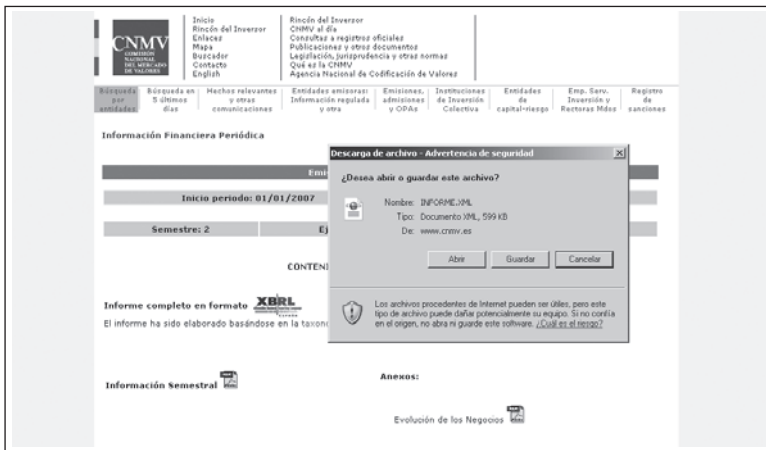 CNMV
COMISIÓN
NACIONAL
DEL MERCADO
DE VALORES
Inicio
Rincón del Inversor
Enlaces
Mapa
Buscador
Contacto
English
Rincón del Inversor
CNMV al día
Consultas a registros oficiales
Publicaciones y otros documentos
Legislación, jurisprudencia y otras normas
Qué es la CNMV
Agencia Nacional de Codificación de Valores
Búsqueda
por
entidades
Búsqueda en
5 últimos
días
Hechos relevantes
y otras
comunicaciones
Entidades emisoras:
Información regulada
y otra
Emisiones,
admisiones
y OPAs
Instituciones
de Inversión
Colectiva
Entidades
de
capital-riesgo
Emp. Serv.
Inversión y
Rectoras Mdos
Registro
de
sanciones
Información Financiera Periódica
Emi
Inicio periodo: 01/01/2007
Semestre: 2
Ej
CONTENI
Informe completo en formato XBRL
El informe ha sido elaborado basándose en la taxon
Información Semestral
Anexos:
Evolución de los Negocios
Descarga de archivo - Advertencia de seguridad
¿Desea abrir o guardar este archivo?
Nombre: INFORME.XML
Tipo: Documento XML, 599 KB
De: www.cnmv.es
Abrir Guardar Cancelar
Los archivos procedentes de Internet pueden ser útiles, pero este
tipo de archivo puede dañar potencialmente su equipo. Si no confía
en el origen, no abra ni guarde este software. ¿Cuál es el riesgo?